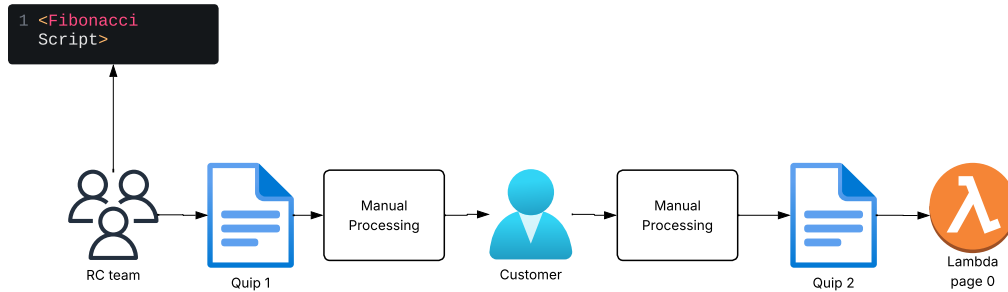 1 <Fibonacci
Script>
Manual
Processing
Manual
Processing
RC team
Quip 1
Customer
Quip 2
Lambda
page 0